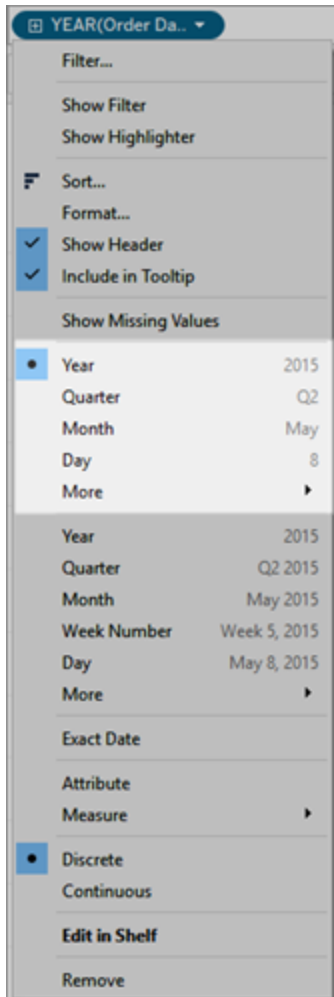 YEAR(Order Da..
Filter...
Show Filter
Show Highlighter
Sort...
Format...
Show Header
Include in Tooltip
Show Missing Values
Year 2015
Quarter Q2
Month May
Day 8
More
Year 2015
Quarter Q2 2015
Month May 2015
Week Number Week 5, 2015
Day May 8, 2015
More
Exact Date
Attribute
Measure
Discrete
Continuous
Edit in Shelf
Remove